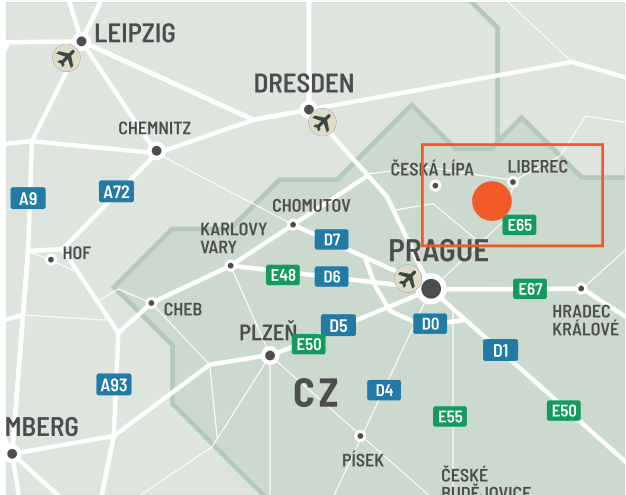 LEIPZIG
DRESDEN
CHEMNITZ
ČESKÁ LÍPA
LIBEREC
A9
A72
CHOMUTOV
E65
KARLOVY
VARY
D7
PRAGUE
HOF
E48
D6
E67
CHEB
HRADEC
KRÁLOVÉ
PLZEŇ
D5
D0
E50
D1
A93
CZ
D4
E55
E50
MBERG
PÍSEK
ČESKÉ
BUDĚJOVICE